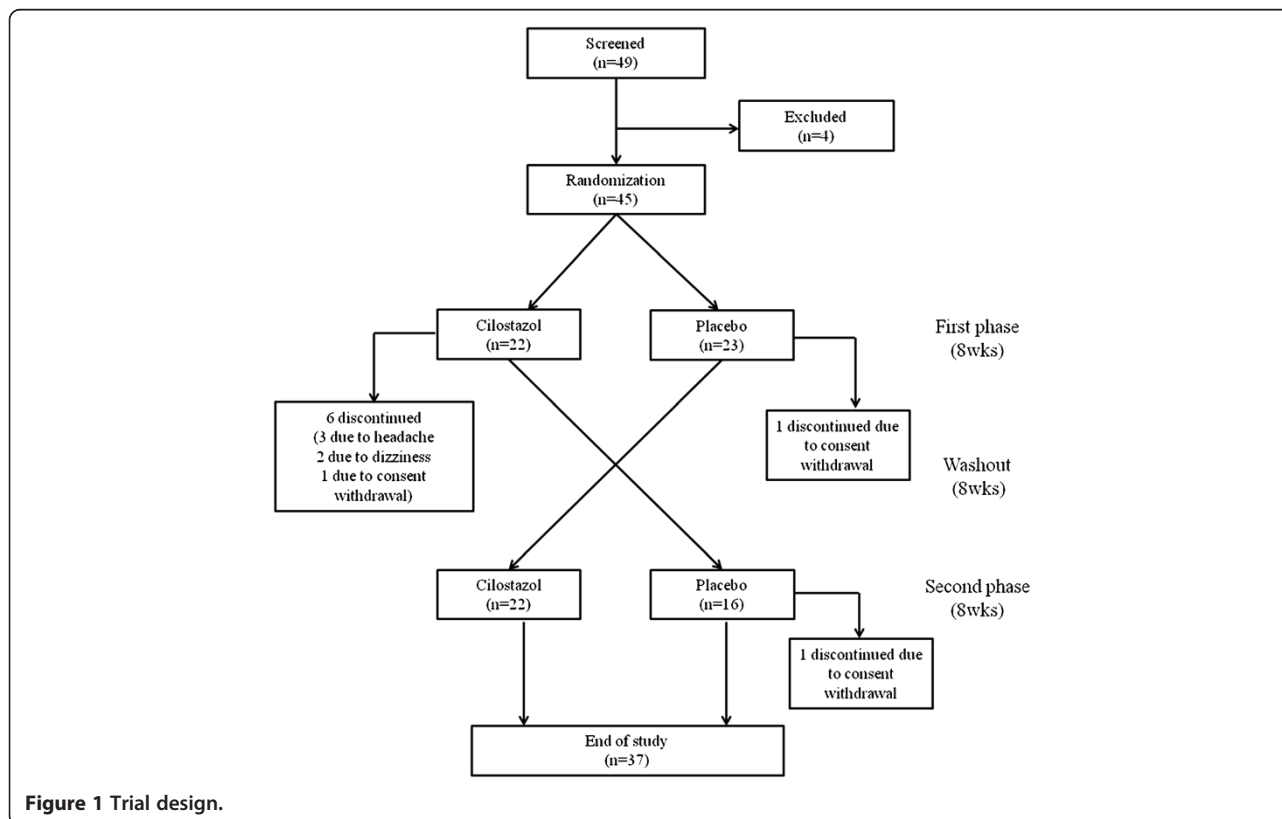 Screened
(n=49)
Excluded
(n=4)
Randomization
(n=45)
Cilostazol
(n=22)
Placebo
(n=23)
First phase
(8wks)
6 discontinued
(3 due to headache
2 due to dizziness
1 due to consent
withdrawal)
1 discontinued due
to consent
withdrawal
Washout
(8wks)
Cilostazol
(n=22)
Placebo
(n=16)
Second phase
(8wks)
1 discontinued due
to consent
withdrawal
End of study
(n=37)
Figure 1 Trial design.